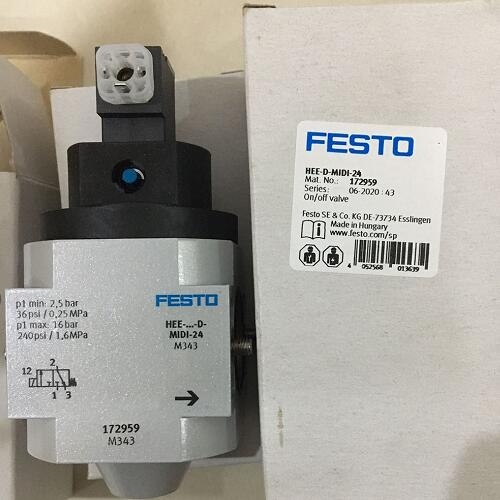 p1 min: 2,5 bar
36psi / 0,25 MPa
p1 max: 16 bar
240psi / 1,6MPa
12
2
1 3
FESTO
HEE-...-D-
MIDI-24
M343
172959
M343
FESTO
HEE-D-MIDI-24
Mat. No.: 172959
Series: 06-2020 : 43
On/off valve
Festo SE & Co. KG DE-73734 Esslingen
Made in Hungary
www.festo.com/sp
4 052568 013639